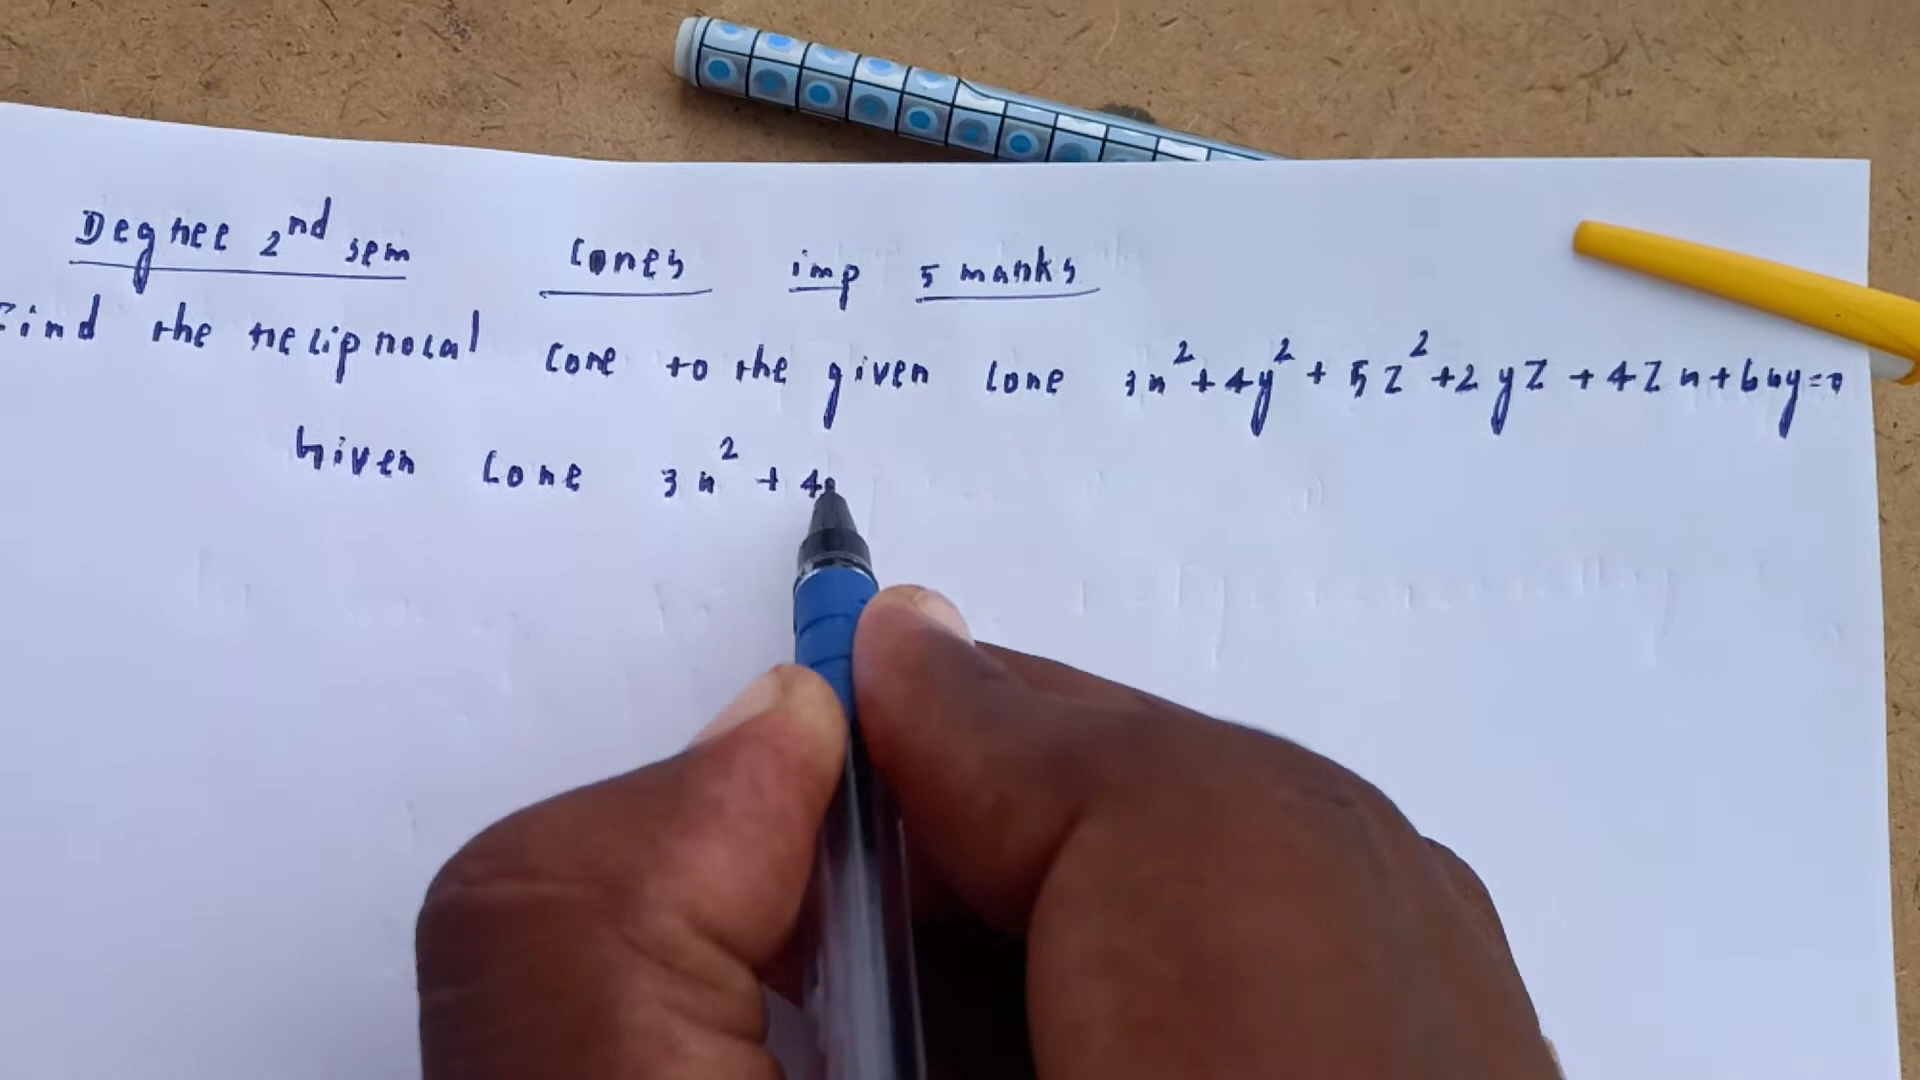 Degree 2nd sem Cones imp 5 marks
Find the reciprocal cone to the given cone 3x²+4y²+5z²+2yz+4zx+6xy=0
Given cone 3x²+4